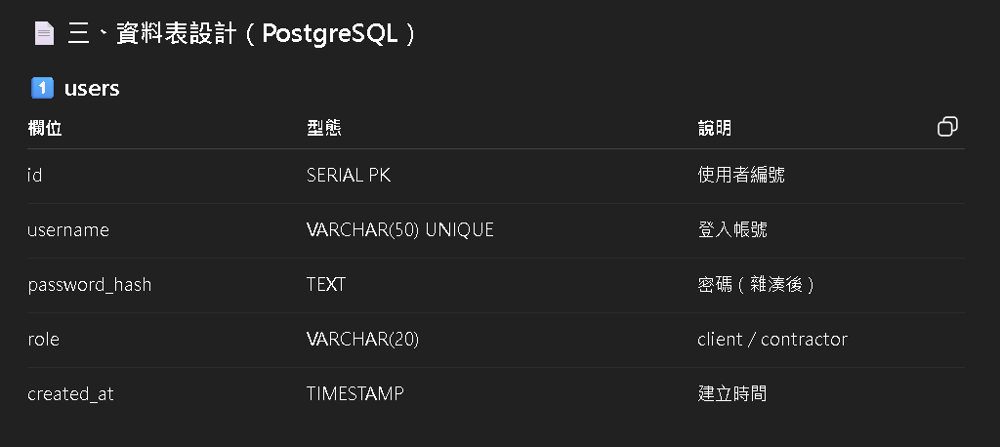 三、資料表設計（PostgreSQL）
1 users
欄位 型態 說明
id SERIAL PK 使用者編號
username VARCHAR(50) UNIQUE 登入帳號
password_hash TEXT 密碼（雜湊後）
role VARCHAR(20) client / contractor
created_at TIMESTAMP 建立時間